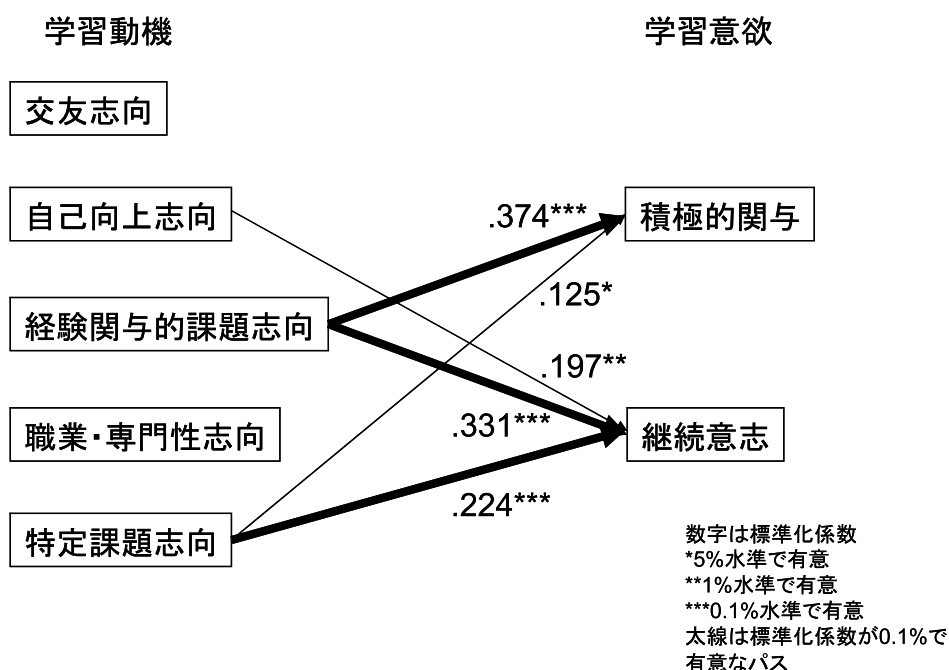 学習動機
学習意欲
交友志向
自己向上志向
.374***
積極的関与
.125*
経験関与的課題志向
.197**
職業・専門性志向
.331***
継続意志
.224***
特定課題志向
数字は標準化係数
*5%水準で有意
**1%水準で有意
***0.1%水準で有意
太線は標準化係数が0.1%で
有意なパス